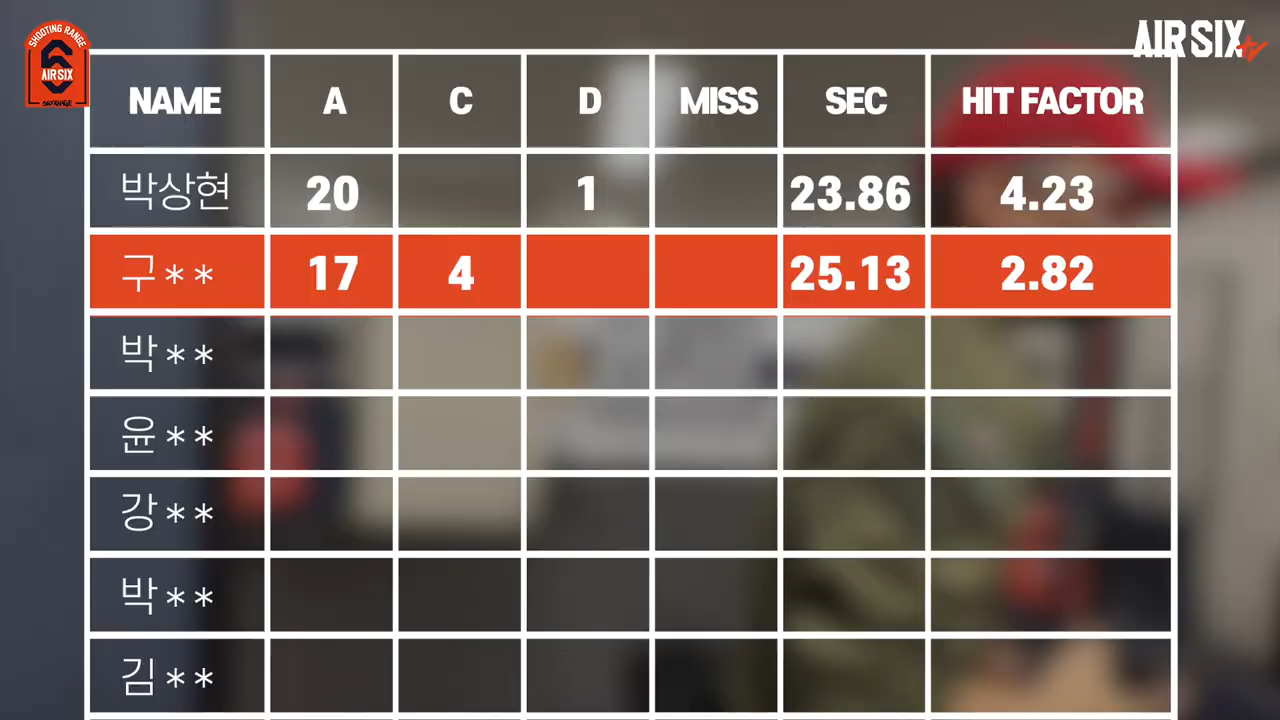 SHOOTING RANGE
AIR SIX
AIR SIX tv
NAME A C D MISS SEC HIT FACTOR
박상현 20 1 23.86 4.23
구** 17 4 25.13 2.82
박**
윤**
강**
박**
김**